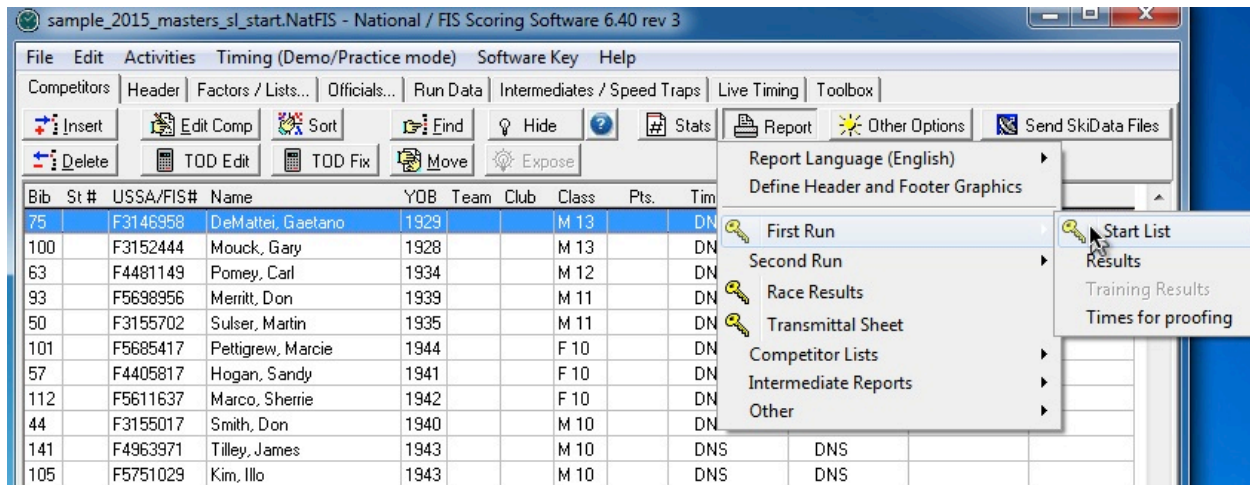 sample_2015_masters_sl_start.NatFIS - National / FIS Scoring Software 6.40 rev 3
File Edit Activities Timing (Demo/Practice mode) Software Key Help
Competitors Header Factors / Lists... Officials... Run Data Intermediates / Speed Traps Live Timing Toolbox
Insert Edit Comp Sort Find Hide ? # Stats Report Other Options Send SkiData Files
Delete TOD Edit TOD Fix Move Expose
Report Language (English)
Define Header and Footer Graphics
First Run
Second Run
Race Results
Transmittal Sheet
Competitor Lists
Intermediate Reports
Other
Start List
Results
Training Results
Times for proofing
Bib St # USSA/FIS# Name YOB Team Club Class Pts. Tim
75 F3146958 DeMattei, Gaetano 1929 M 13 DN
100 F3152444 Mouck, Gary 1928 M 13 DN
63 F4481149 Pomey, Carl 1934 M 12 DN
93 F5698956 Merritt, Don 1939 M 11 DN
50 F3155702 Sulser, Martin 1935 M 11 DN
101 F5685417 Pettigrew, Marcie 1944 F 10 DN
57 F4405817 Hogan, Sandy 1941 F 10 DN
112 F5611637 Marco, Sherrie 1942 F 10 DN
44 F3155017 Smith, Don 1940 M 10 DN
141 F4963971 Tilley, James 1943 M 10 DNS DNS
105 F5751029 Kim, Illo 1943 M 10 DNS DNS